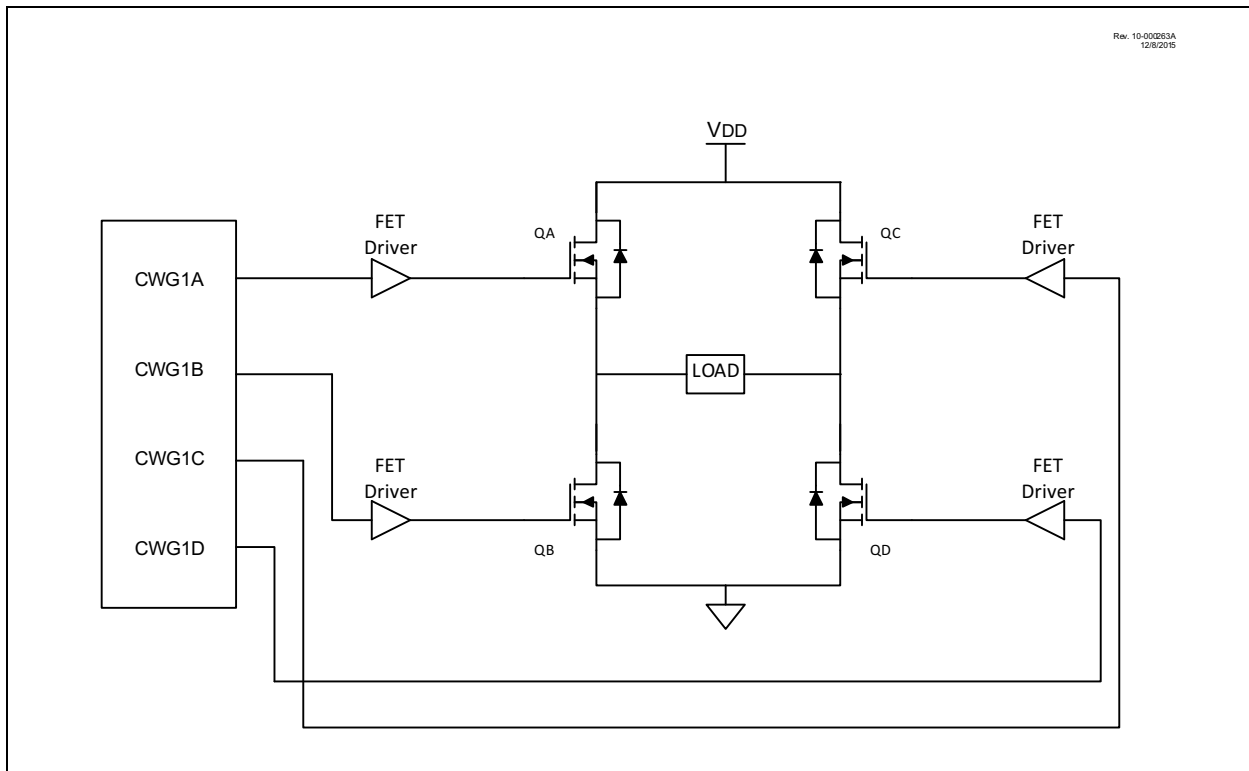 Rev. 10-000263A
12/8/2015
VDD
FET
Driver
QA
QC
FET
Driver
CWG1A
CWG1B
LOAD
CWG1C
FET
Driver
FET
Driver
CWG1D
QB
QD